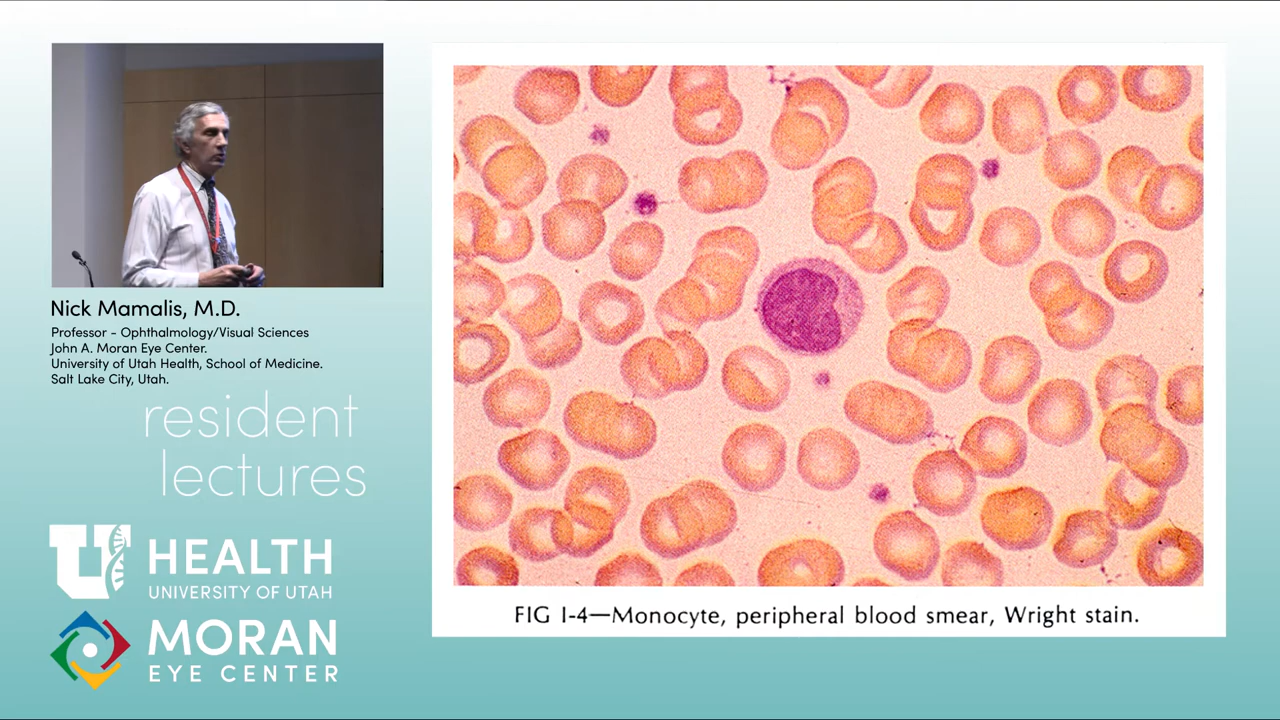 Nick Mamalis, M.D.
Professor - Ophthalmology/Visual Sciences
John A. Moran Eye Center.
University of Utah Health, School of Medicine.
Salt Lake City, Utah.
resident
lectures
U HEALTH
UNIVERSITY OF UTAH
MORAN
EYE CENTER
FIG I-4—Monocyte, peripheral blood smear, Wright stain.